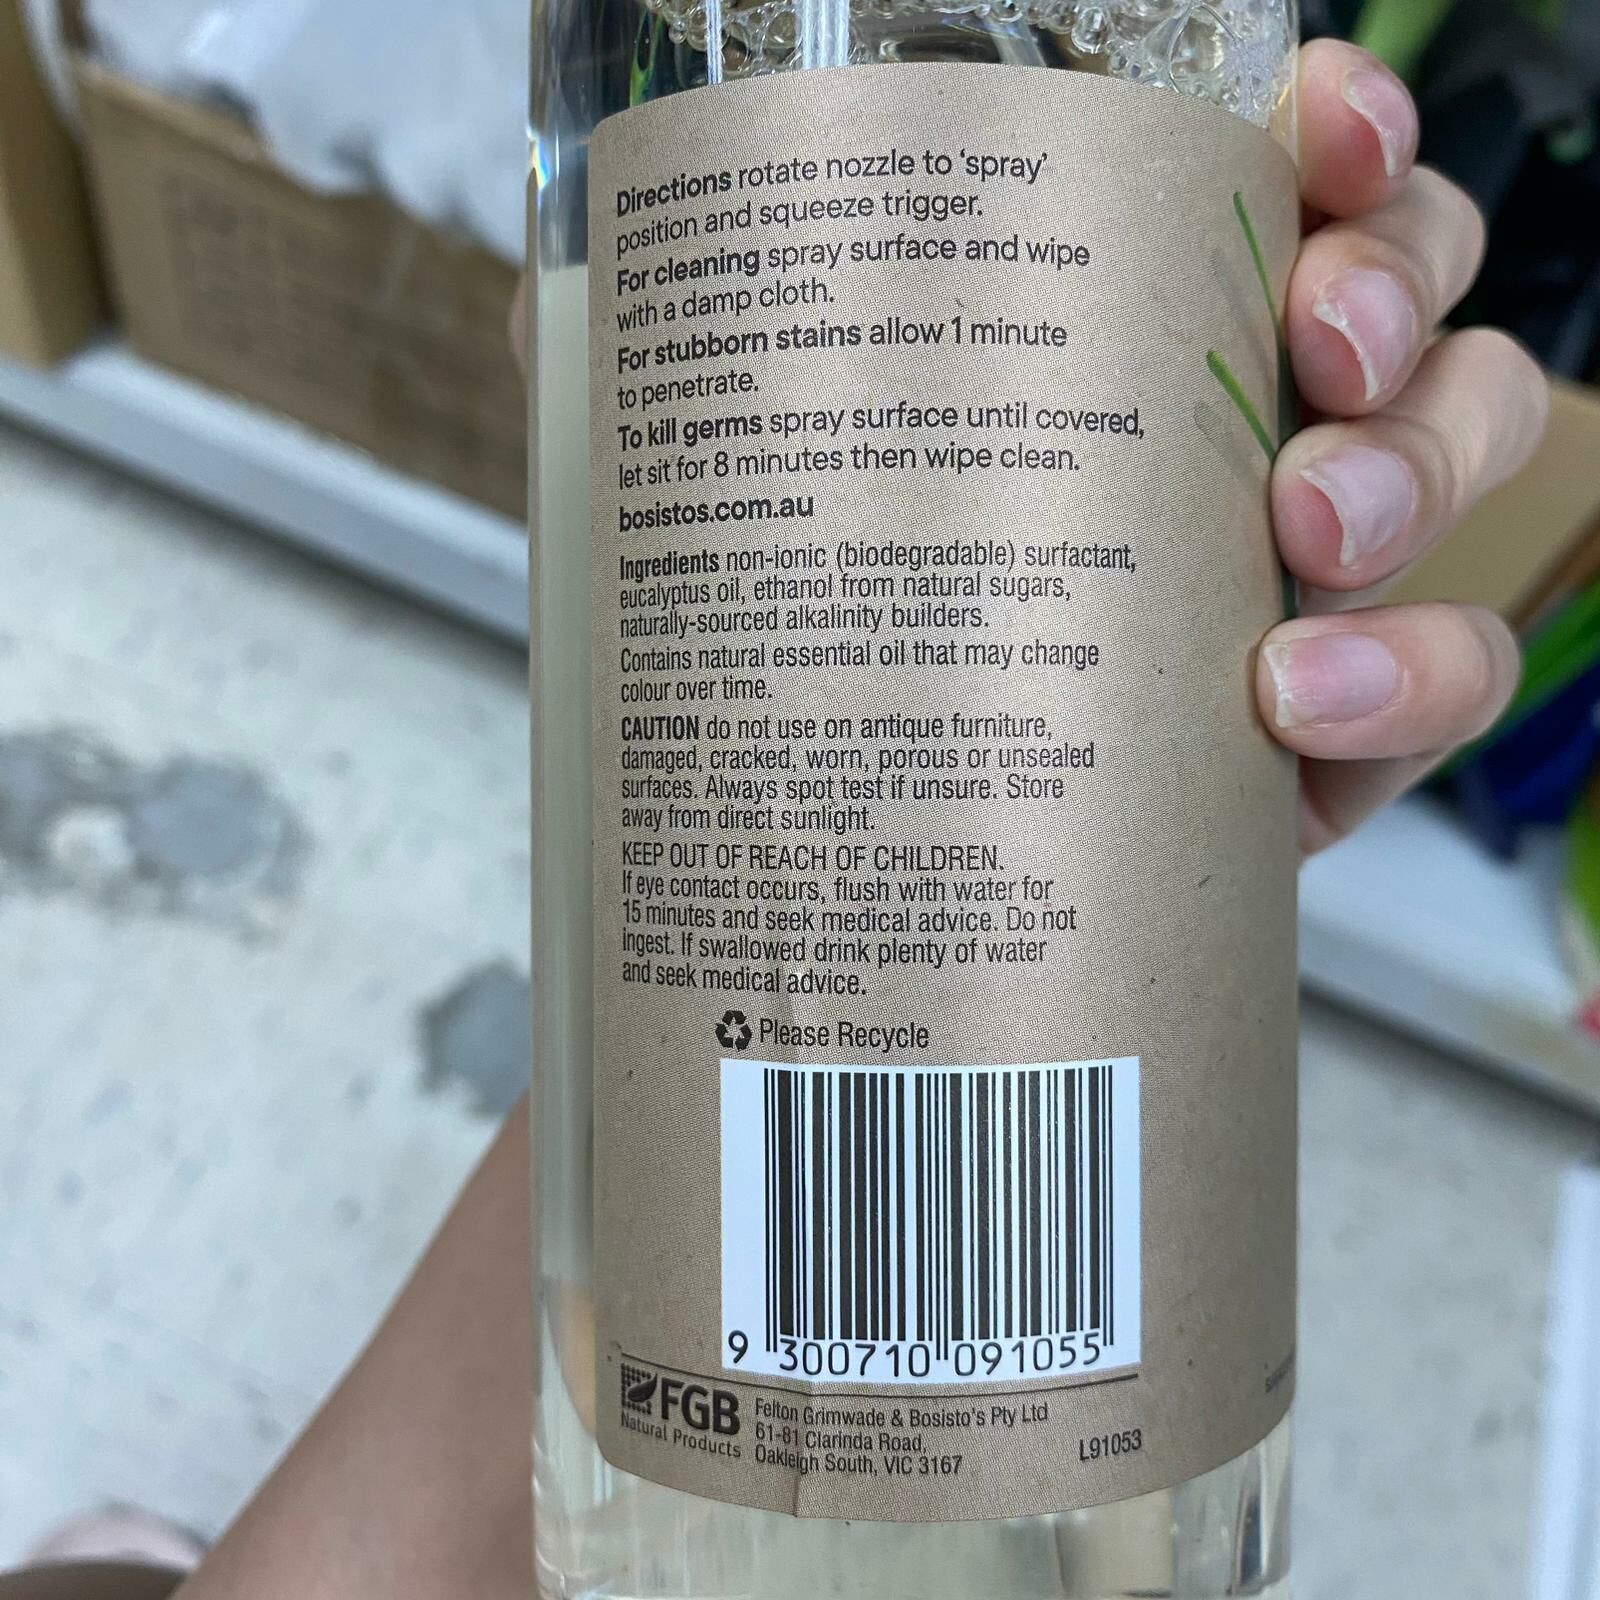 Directions rotate nozzle to ‘spray’
position and squeeze trigger.
For cleaning spray surface and wipe
with a damp cloth.
For stubborn stains allow 1 minute
to penetrate.
To kill germs spray surface until covered,
let sit for 8 minutes then wipe clean.
bosistos.com.au
Ingredients non-ionic (biodegradable) surfactant,
eucalyptus oil, ethanol from natural sugars,
naturally-sourced alkalinity builders.
Contains natural essential oil that may change
colour over time.
CAUTION do not use on antique furniture,
damaged, cracked, worn, porous or unsealed
surfaces. Always spot test if unsure. Store
away from direct sunlight.
KEEP OUT OF REACH OF CHILDREN.
If eye contact occurs, flush with water for
15 minutes and seek medical advice. Do not
ingest. If swallowed drink plenty of water
and seek medical advice.
Please Recycle
9 300710 091055
FGB
Natural Products
Felton Grimwade & Bosisto's Pty Ltd
61-81 Clarinda Road,
Oakleigh South, VIC 3167
L91053